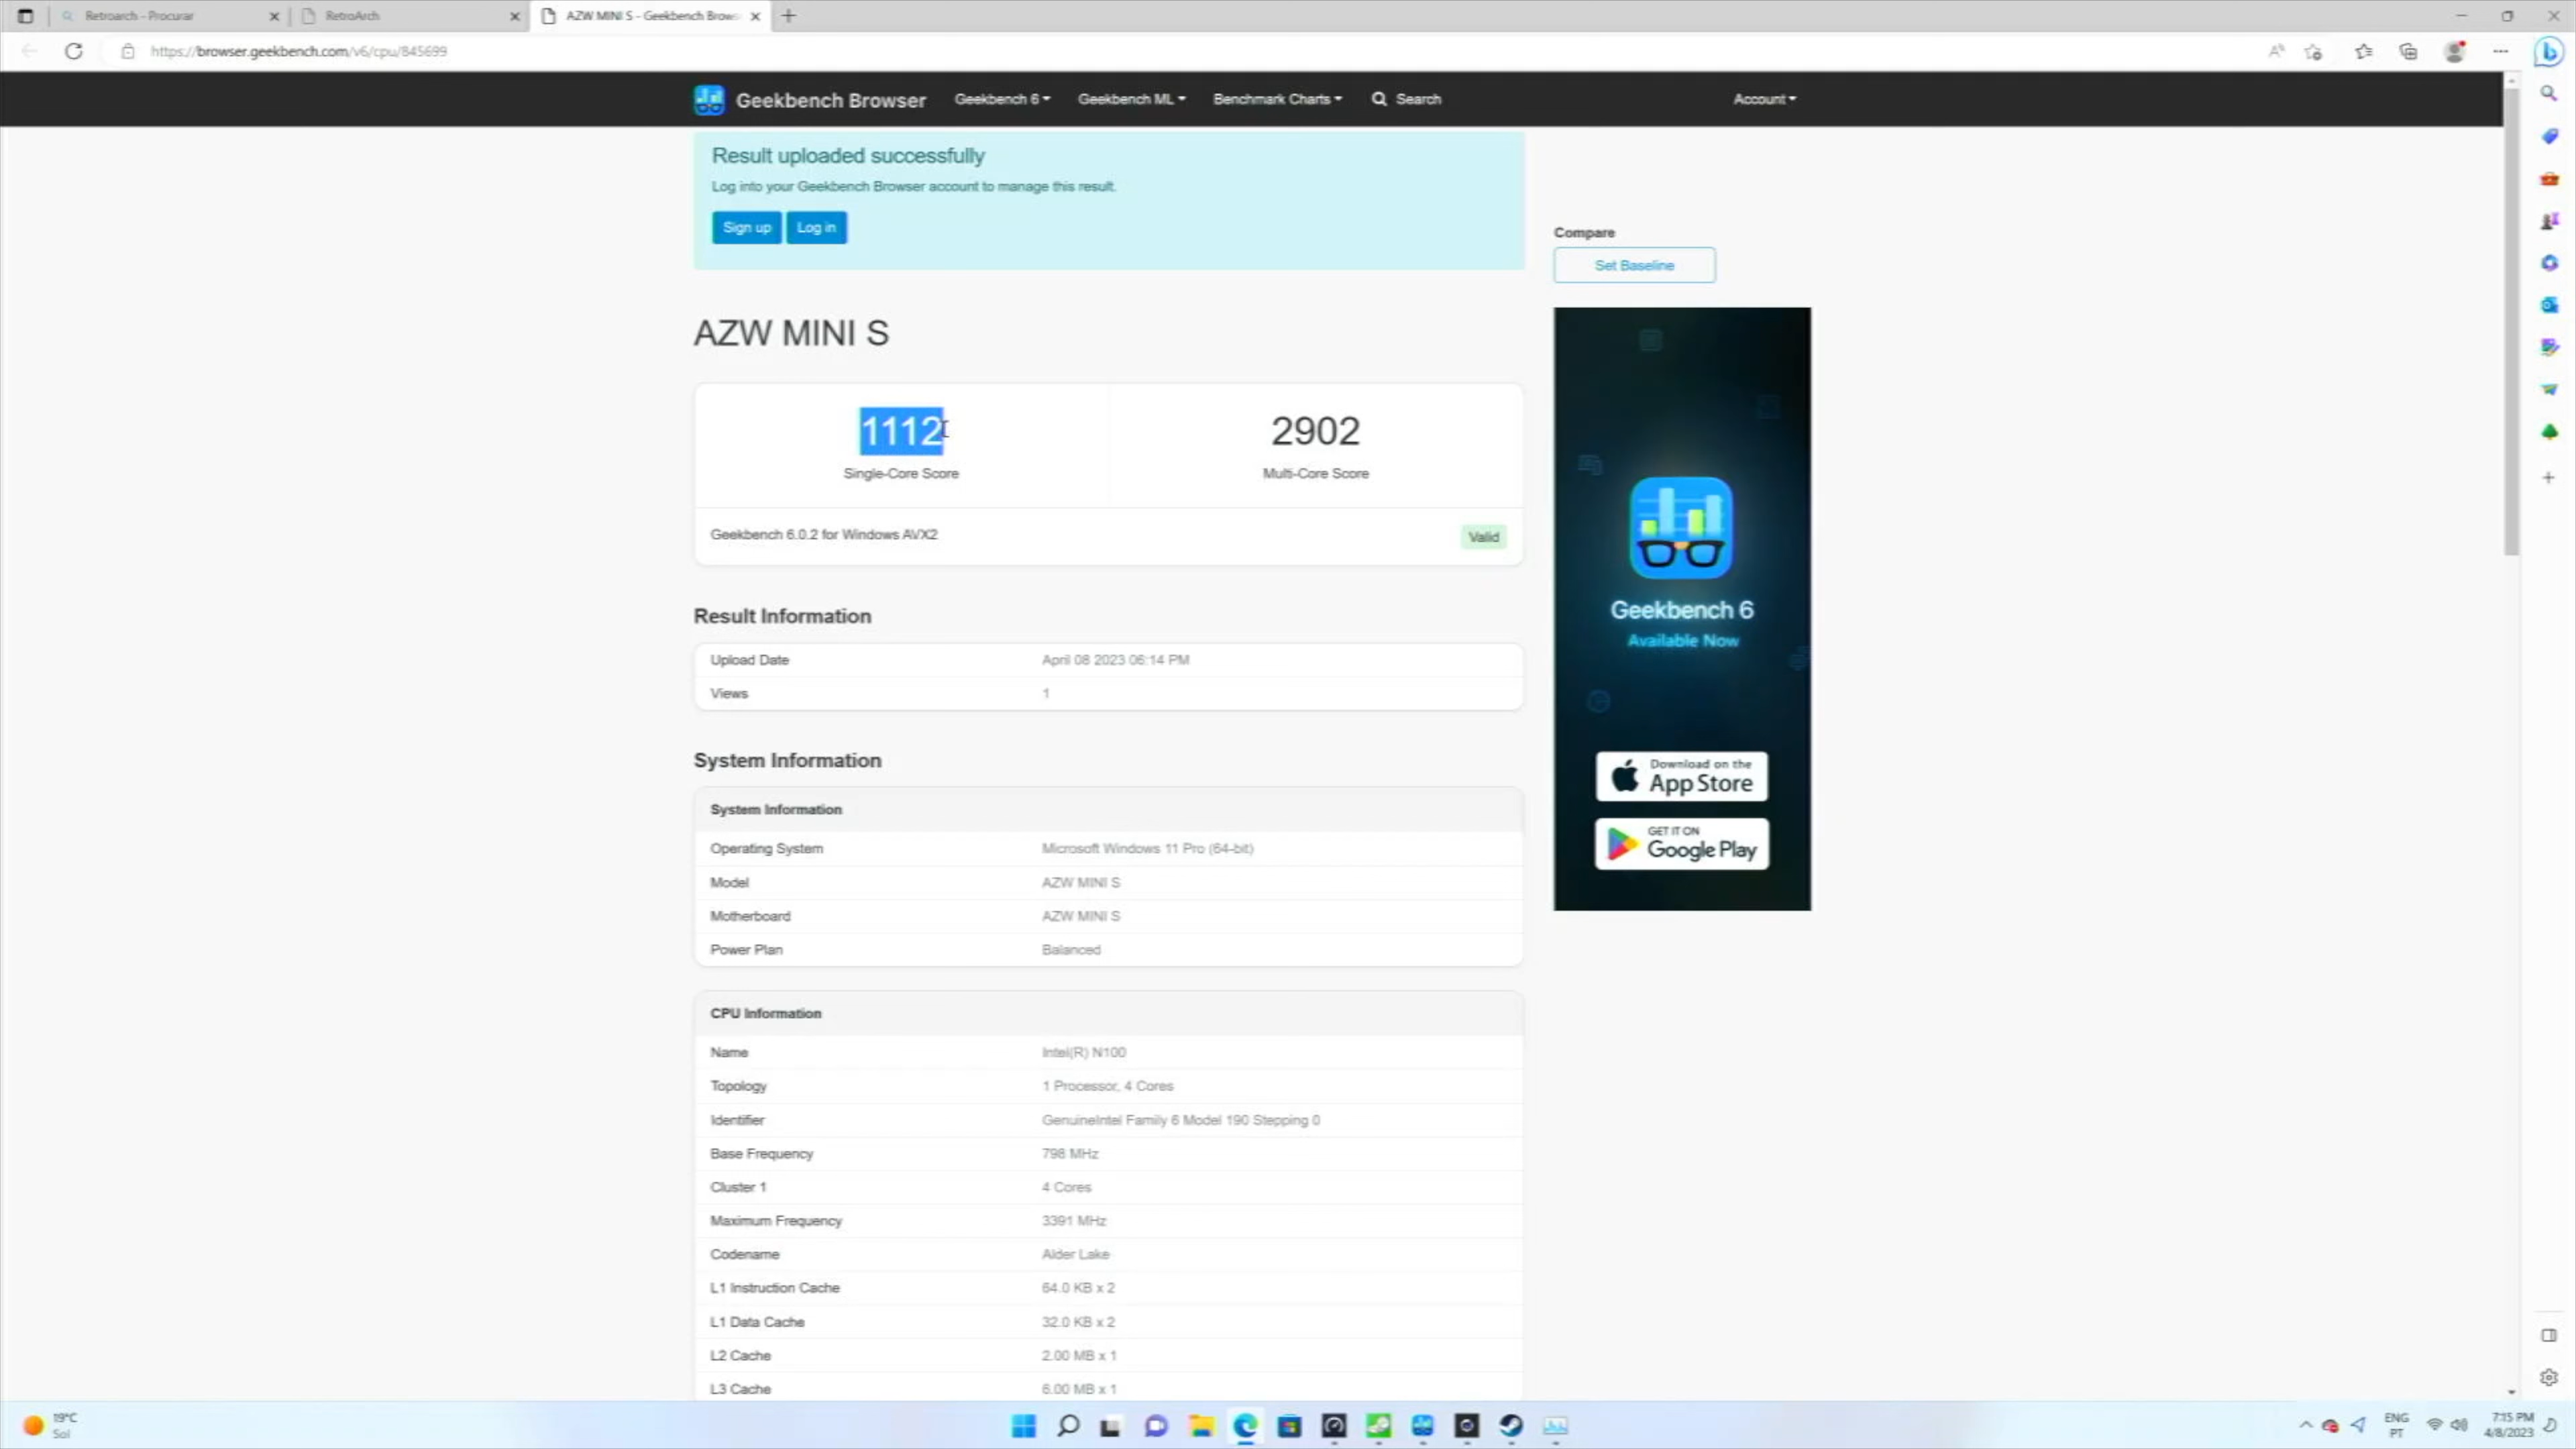 Retroarch - Procurar
RetroArch
AZW MINI S - Geekbench Brow
https://browser.geekbench.com/v6/cpu/845699
Geekbench Browser
Geekbench 6
Geekbench ML
Benchmark Charts
Search
Account
Result uploaded successfully
Log into your Geekbench Browser account to manage this result.
Sign up
Log in
Compare
Set Baseline
AZW MINI S
1112
Single-Core Score
2902
Multi-Core Score
Geekbench 6.0.2 for Windows AVX2
Valid
Geekbench 6
Available Now
Download on the
App Store
GET IT ON
Google Play
Result Information
Upload Date April 08 2023 06:14 PM
Views 1
System Information
System Information
Operating System Microsoft Windows 11 Pro (64-bit)
Model AZW MINI S
Motherboard AZW MINI S
Power Plan Balanced
CPU Information
Name Intel(R) N100
Topology 1 Processor, 4 Cores
Identifier GenuineIntel Family 6 Model 190 Stepping 0
Base Frequency 798 MHz
Cluster 1 4 Cores
Maximum Frequency 3391 MHz
Codename Alder Lake
L1 Instruction Cache 64.0 KB x 2
L1 Data Cache 32.0 KB x 2
L2 Cache 2.00 MB x 1
L3 Cache 6.00 MB x 1
19°C
Sol
ENG
PT
7:15 PM
4/8/2023